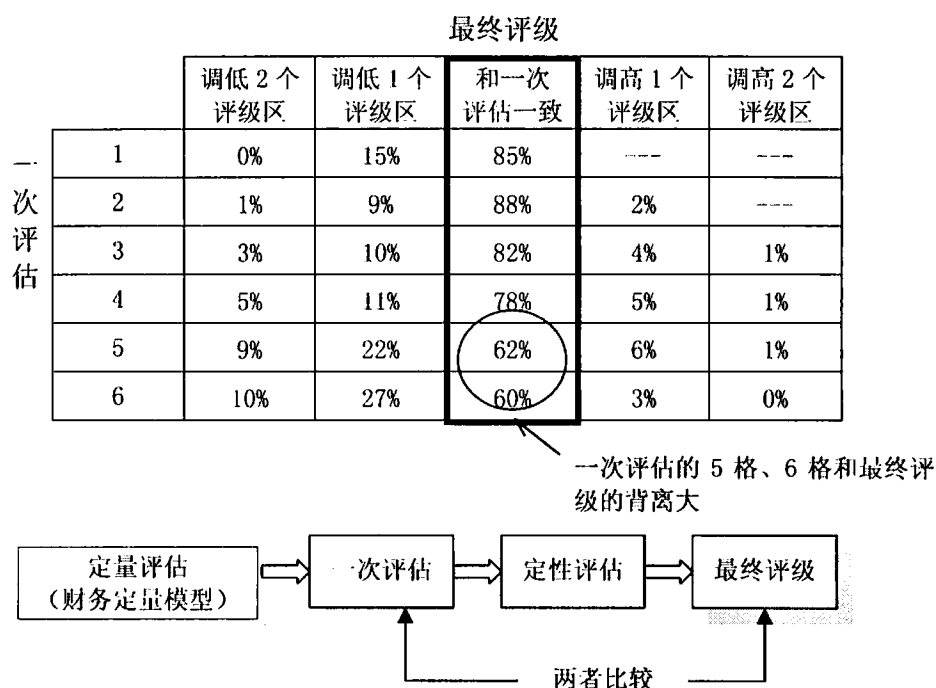 最终评级
调低 2 个 调低 1 个 和一次 调高 1 个 调高 2 个
评级区 评级区 评估一致 评级区 评级区
一次评估
1 0% 15% 85% --- ---
2 1% 9% 88% 2% ---
3 3% 10% 82% 4% 1%
4 5% 11% 78% 5% 1%
5 9% 22% 62% 6% 1%
6 10% 27% 60% 3% 0%
一次评估的 5 格、6 格和最终评
级的背离大
定量评估 一次评估 定性评估 最终评级
（财务定量模型）
两者比较